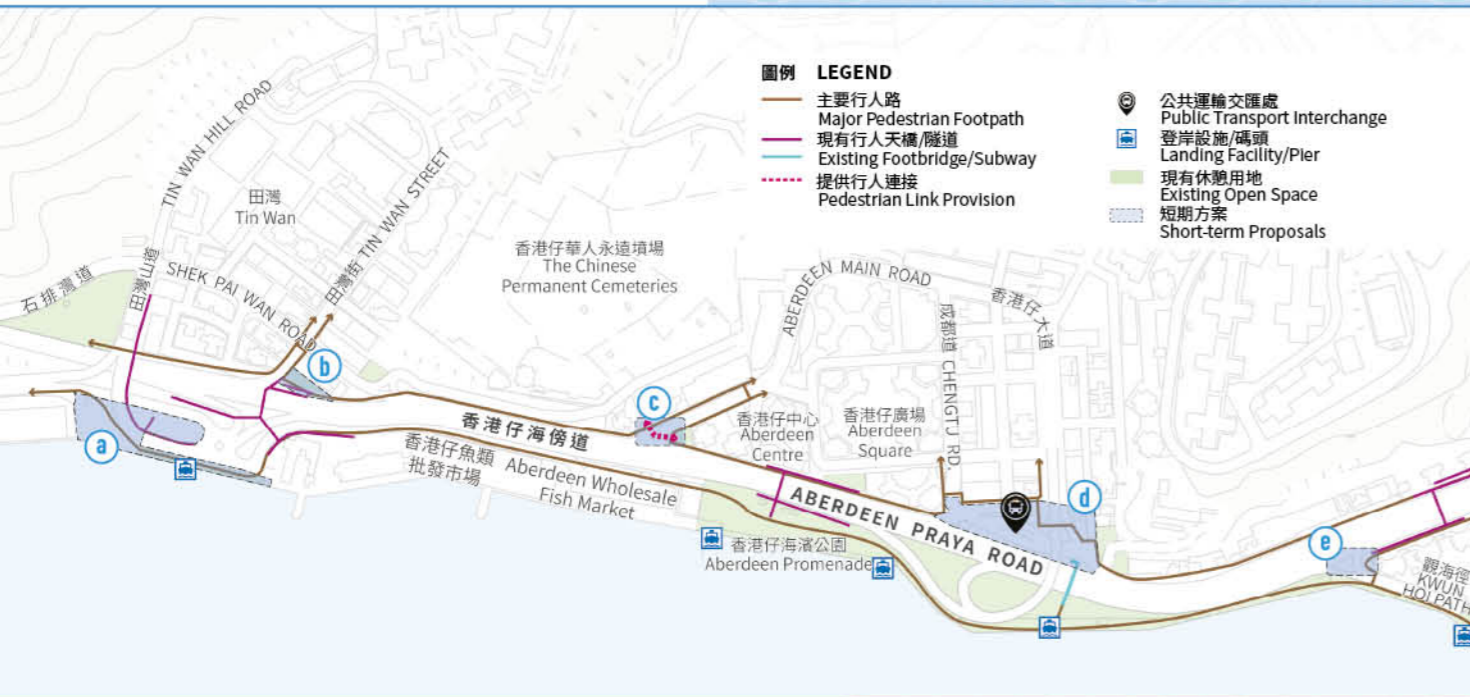 圖例 LEGEND
主要行人路
Major Pedestrian Footpath
現有行人天橋/隧道
Existing Footbridge/Subway
提供行人連接
Pedestrian Link Provision
公共運輸交匯處
Public Transport Interchange
登岸設施/碼頭
Landing Facility/Pier
現有休憩用地
Existing Open Space
短期方案
Short-term Proposals
TIN WAN HILL ROAD
田灣山道
田灣
Tin Wan
田灣街 TIN WAN STREET
石排灣道
SHEK PAI WAN ROAD
香港仔華人永遠墳場
The Chinese
Permanent Cemeteries
ABERDEEN MAIN ROAD
香港仔大道
成都道 CHENGTU RD.
a
b
c
d
e
香港仔海傍道
香港仔魚類
批發市場
Aberdeen Wholesale
Fish Market
香港仔中心
Aberdeen
Centre
香港仔廣場
Aberdeen
Square
ABERDEEN PRAYA ROAD
香港仔海濱公園
Aberdeen Promenade
觀海徑
KWUN
HOI PATH